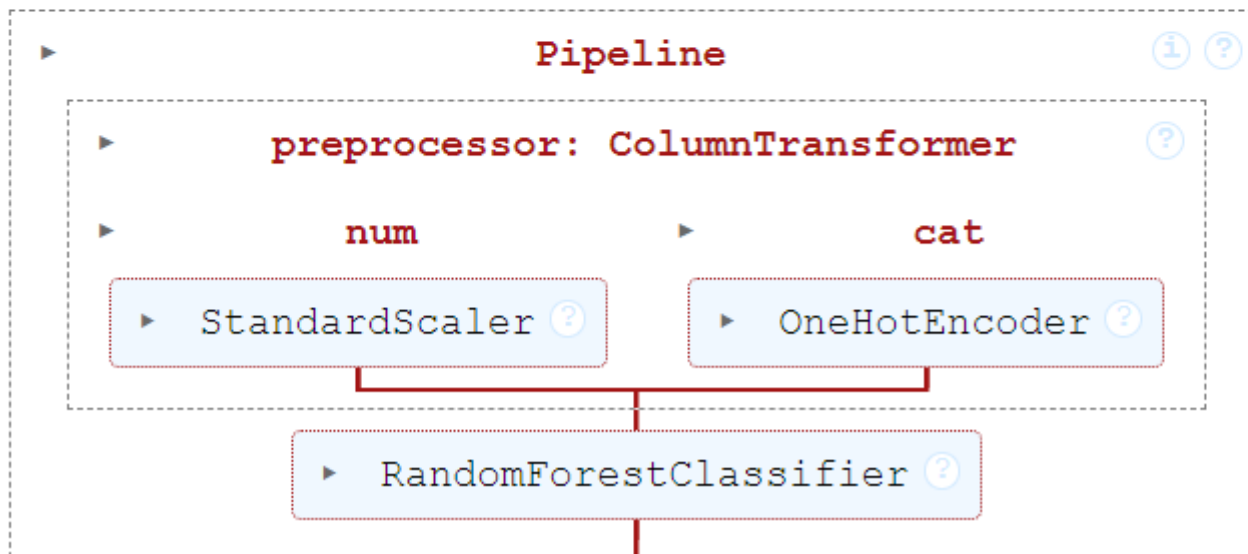 Pipeline i ?
preprocessor: ColumnTransformer ?
num cat
StandardScaler ? OneHotEncoder ?
RandomForestClassifier ?